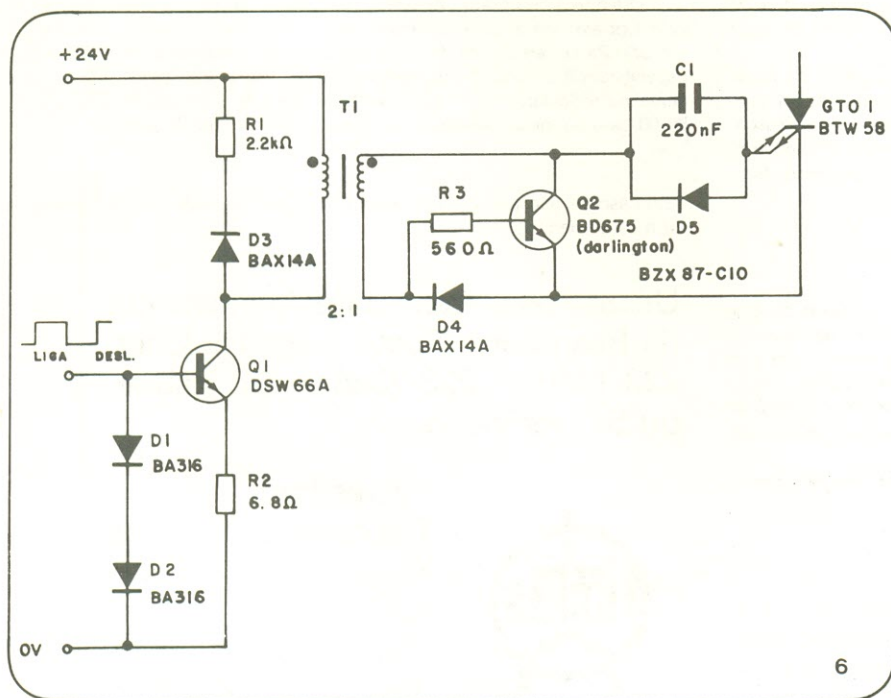 +24V
R1
2.2kΩ
T1
C1
220nF
GTO 1
BTW 58
R3
560Ω
Q2
BD675
(darlington)
D5
BZX 87-C10
D3
BAX14A
2:1
D4
BAX14A
LIGA DESL.
Q1
DSW66A
D1
BA316
R2
6.8Ω
D2
BA316
0V
6